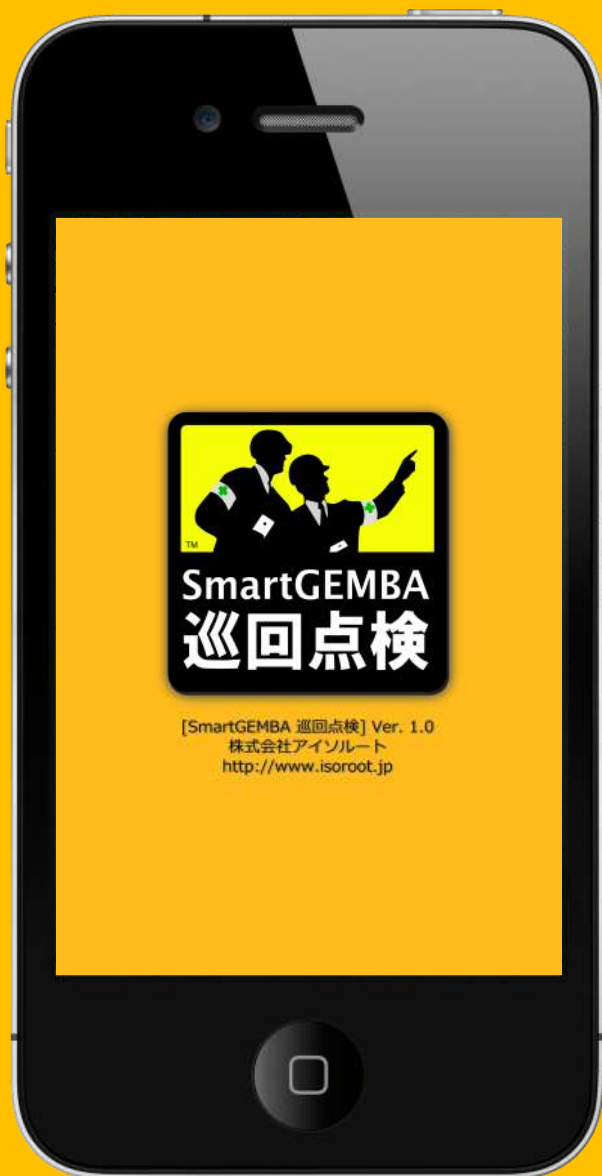 TM
SmartGEMBA
巡回点検
[SmartGEMBA 巡回点検] Ver. 1.0
株式会社アイソルート
http://www.isoroot.jp